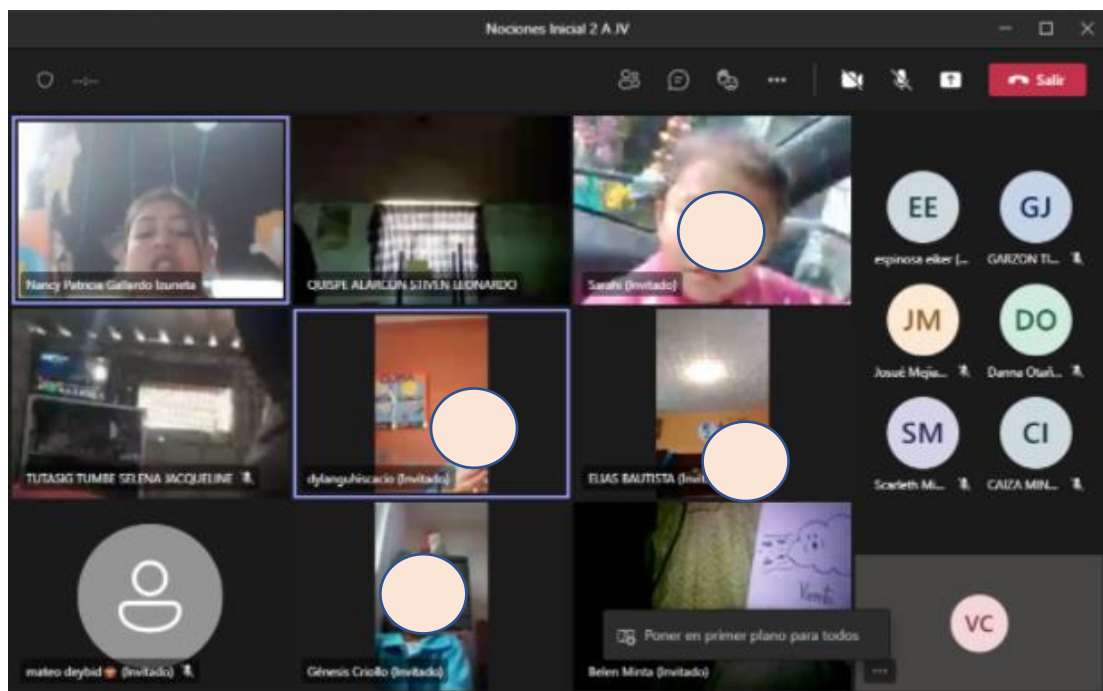 Nociones Inicial 2 A JV
Salir
Nancy Patricia Gallardo Izurieta
QUISPE ALARCON STIVEN LEONARDO
Sarahi (Invitado)
EE
GJ
espinosa eiker (...
GARZON TI...
JM
DO
Josué Mejía...
Danna Otañ...
TUTASIG TUMBE SELENA JACQUELINE
dylanguhiscacio (Invitado)
ELIAS BAUTISTA
SM
CI
Scarleth Mi...
CAIZA MIN...
Viento
Poner en primer plano para todos
VC
mateo deybid (Invitado)
Génesis Criollo (Invitado)
Belen Minta (Invitado)